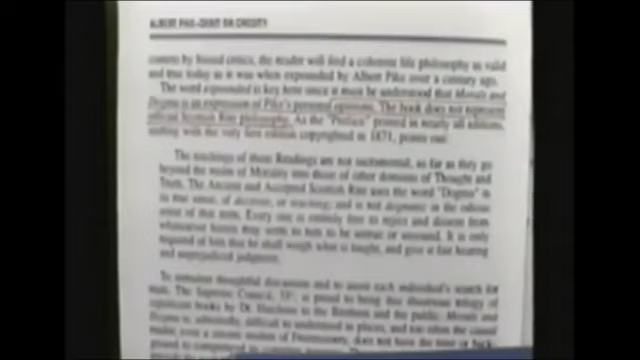 ALBERT PIKE
context by biased critics, the reader will find a coherent life philosophy as valid
and true today as it was when expounded by Albert Pike over a century ago.
The word expounded is key here since it must be understood that Morals and
Dogma is an expression of Pike's personal opinions. The book does not represent
official Scottish Rite philosophy. As the "Preface" printed in nearly all editions,
starting with the very first edition copyrighted in 1871, points out:
The teachings of these Readings are not sacramental, so far as they go
beyond the realm of Morality into those of other domains of Thought and
Truth. The Ancient and Accepted Scottish Rite uses the word "Dogma" in
its true sense, of doctrine, or teaching; and is not dogmatic in the odious
sense of that term. Every one is entirely free to reject and dissent from
whatsoever herein may seem to him to be untrue or unsound. It is only
required of him that he shall weigh what is taught, and give it fair hearing
and unprejudiced judgment.
To stimulate thoughtful discussion and to assist each individual's search for
truth, The Supreme Council, 33°, is proud to bring this illustrious trilogy of
significant books by Dr. Hutchens to the Brethren and the public. Morals and
Dogma is, admittedly, difficult to understand in places, and too often the casual
reader, even a sincere student of Freemasonry, does not have the time or back-
ground to comprehend its